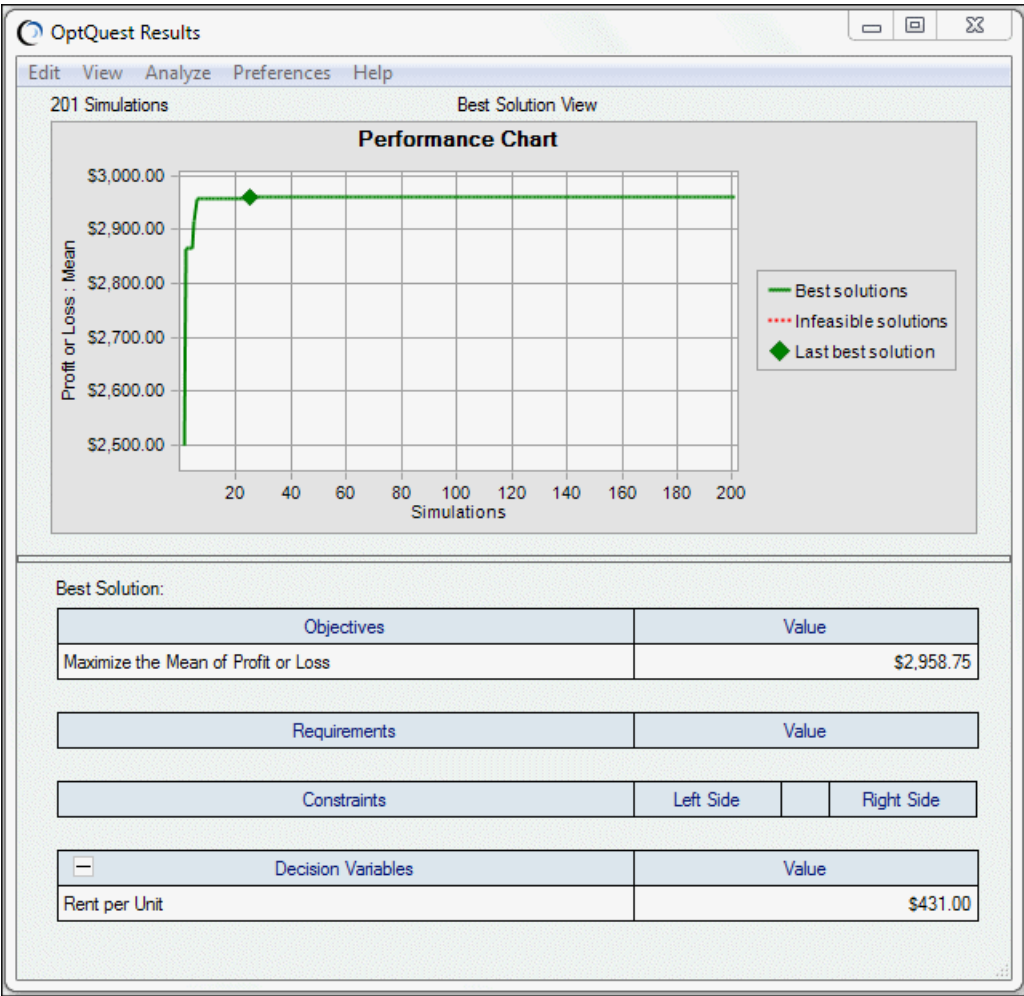 OptQuest Results
Edit View Analyze Preferences Help
201 Simulations Best Solution View
Performance Chart
$3,000.00
$2,900.00
$2,800.00
$2,700.00
$2,600.00
$2,500.00
Profit or Loss : Mean
20 40 60 80 100 120 140 160 180 200
Simulations
Best solutions
Infeasible solutions
Last best solution
Best Solution:
Objectives Value
Maximize the Mean of Profit or Loss $2,958.75
Requirements Value
Constraints Left Side Right Side
Decision Variables Value
Rent per Unit $431.00